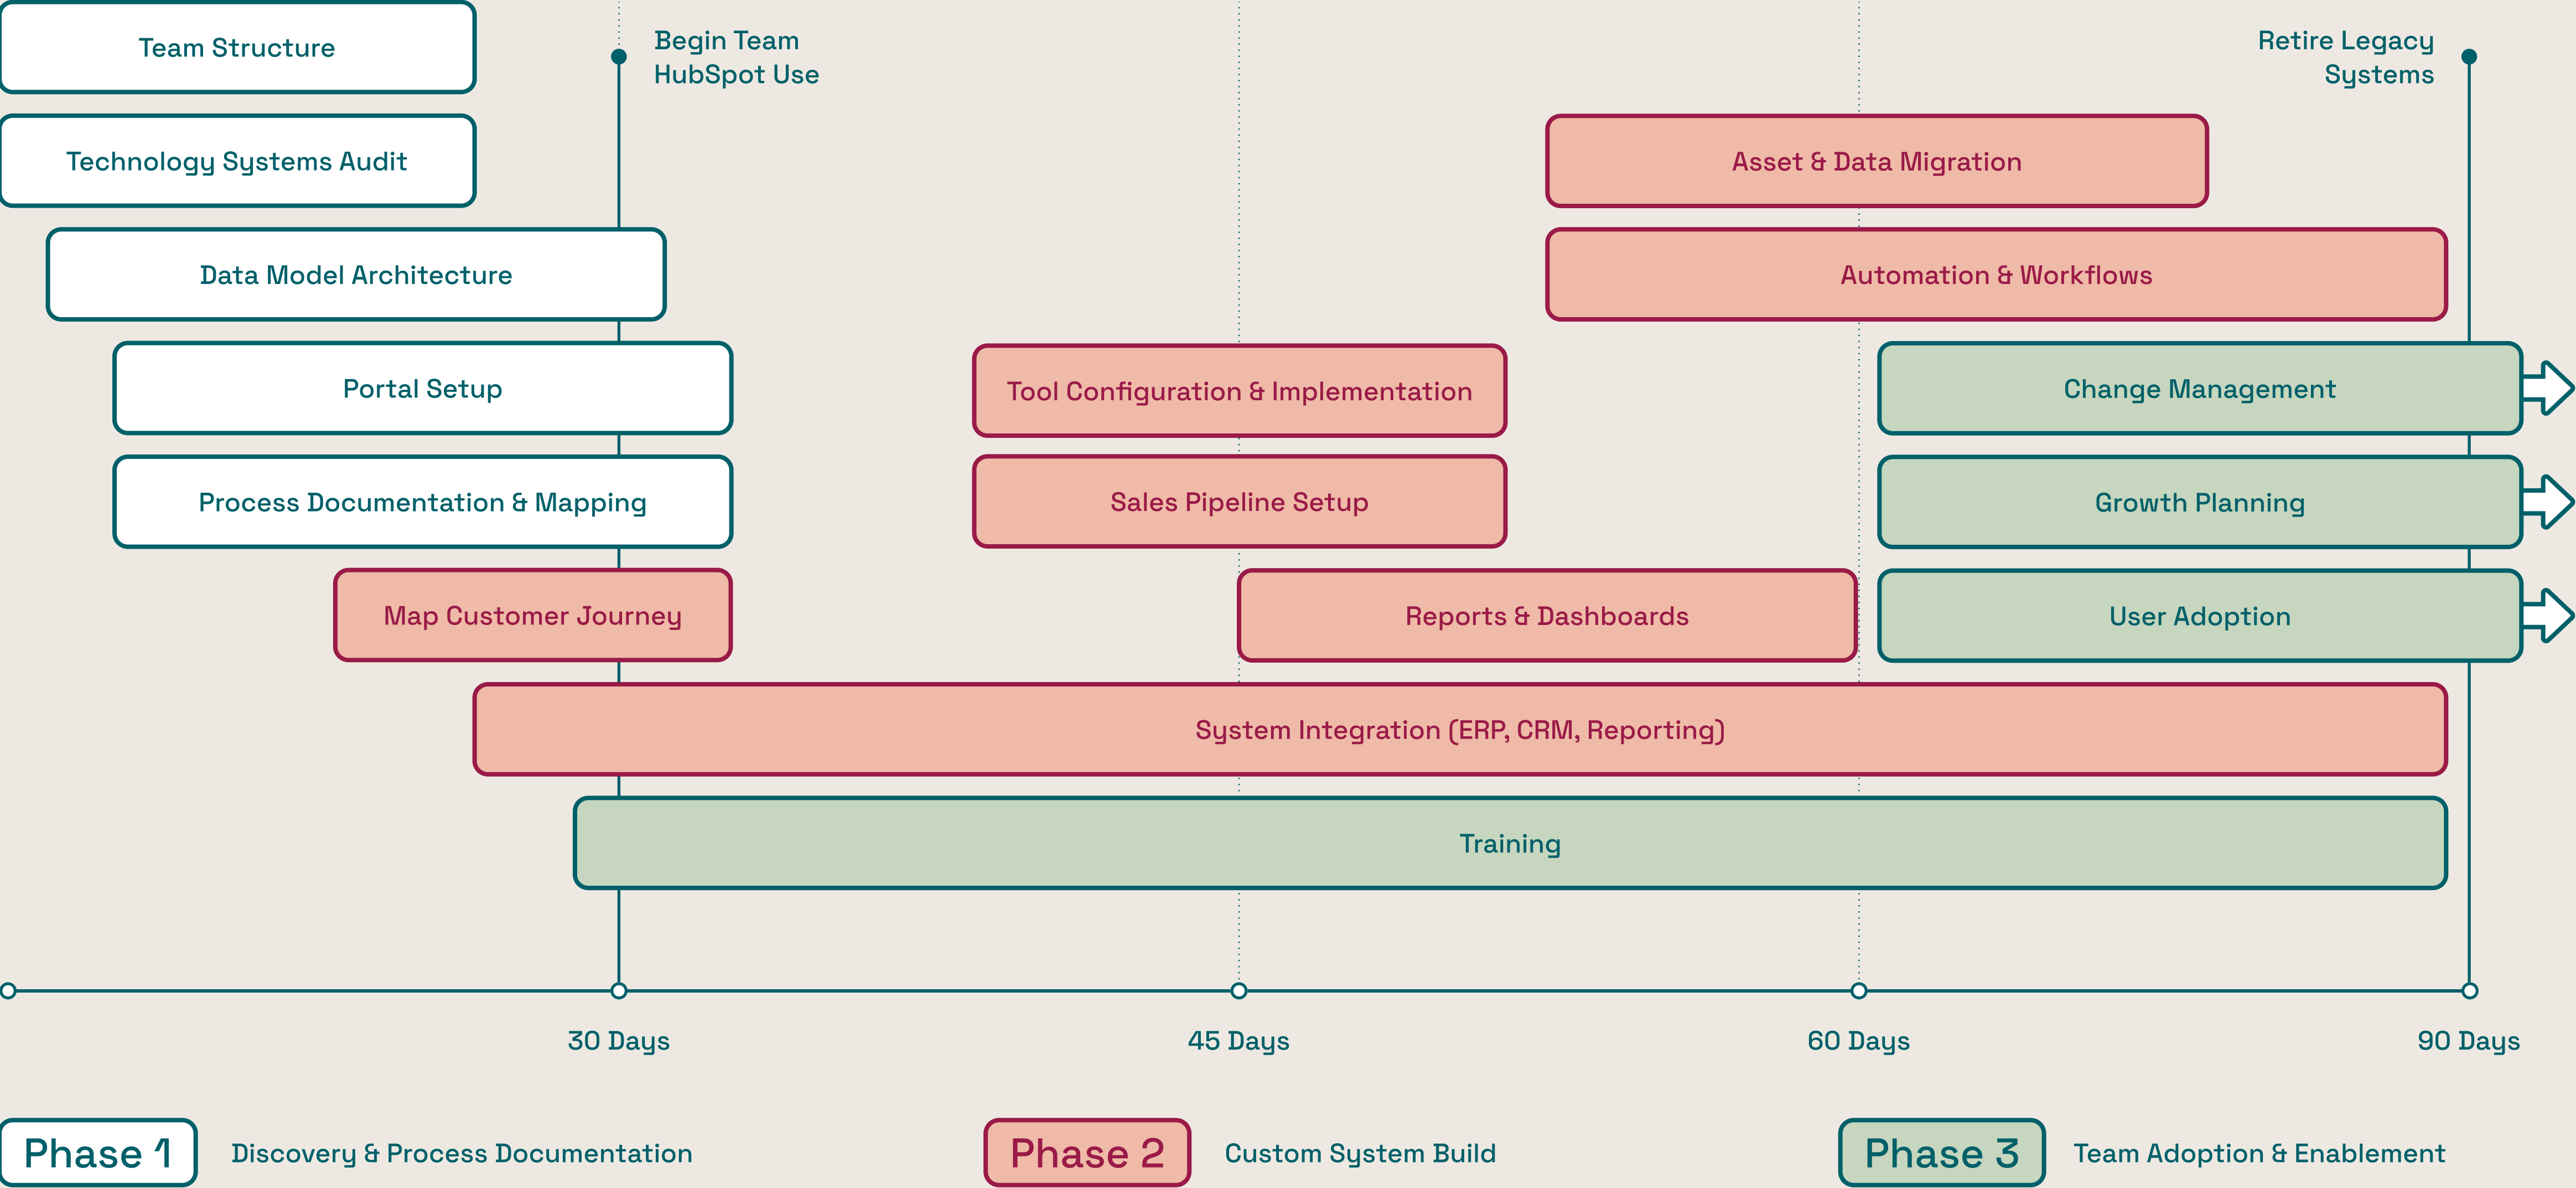 Team Structure
Begin Team
HubSpot Use
Retire Legacy
Systems
Technology Systems Audit
Asset & Data Migration
Data Model Architecture
Automation & Workflows
Portal Setup
Tool Configuration & Implementation
Change Management
Process Documentation & Mapping
Sales Pipeline Setup
Growth Planning
Map Customer Journey
Reports & Dashboards
User Adoption
System Integration (ERP, CRM, Reporting)
Training
30 Days
45 Days
60 Days
90 Days
Phase 1
Discovery & Process Documentation
Phase 2
Custom System Build
Phase 3
Team Adoption & Enablement